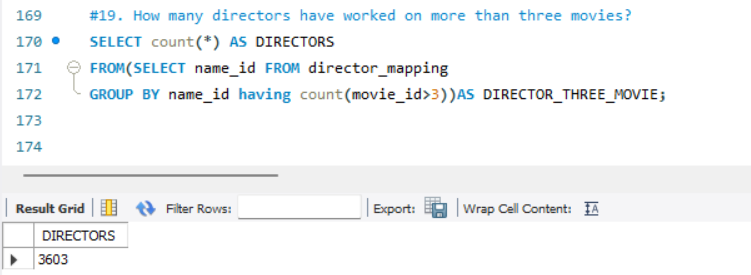 169 #19. How many directors have worked on more than three movies?
170 SELECT count(*) AS DIRECTORS
171 FROM(SELECT name_id FROM director_mapping
172 GROUP BY name_id having count(movie_id>3))AS DIRECTOR_THREE_MOVIE;
173
174
Result Grid Filter Rows: Export: Wrap Cell Content: IA
DIRECTORS
3603